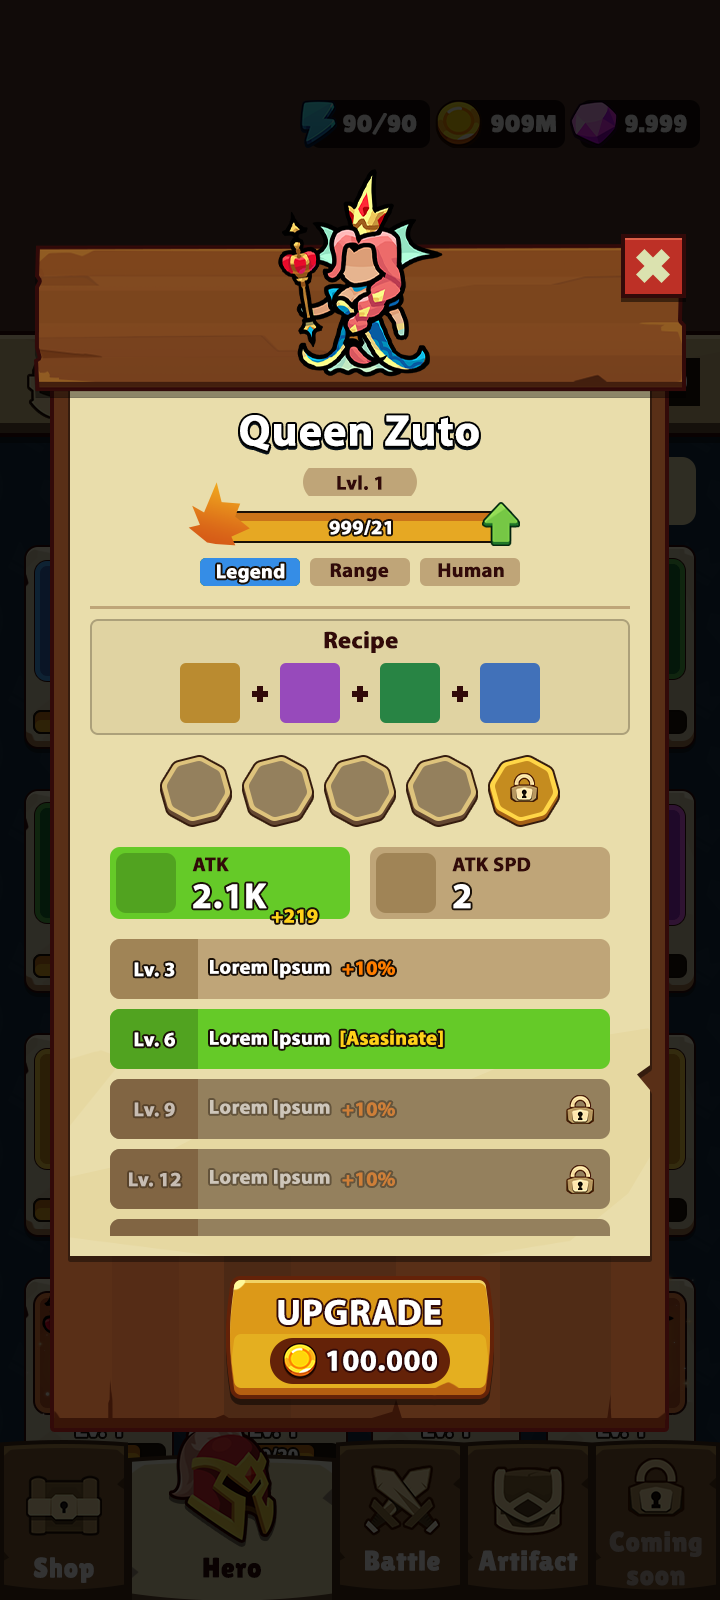 90/90 909M 9.999
Queen Zuto
Lvl. 1
999/21
Legend Range Human
Recipe
ATK
2.1K
+219
ATK SPD
2
Lv. 3 Lorem Ipsum +10%
Lv. 6 Lorem Ipsum [Asasinate]
Lv. 9 Lorem Ipsum +10%
Lv. 12 Lorem Ipsum +10%
UPGRADE
100.000
Shop
Hero
Battle
Artifact
Coming
soon